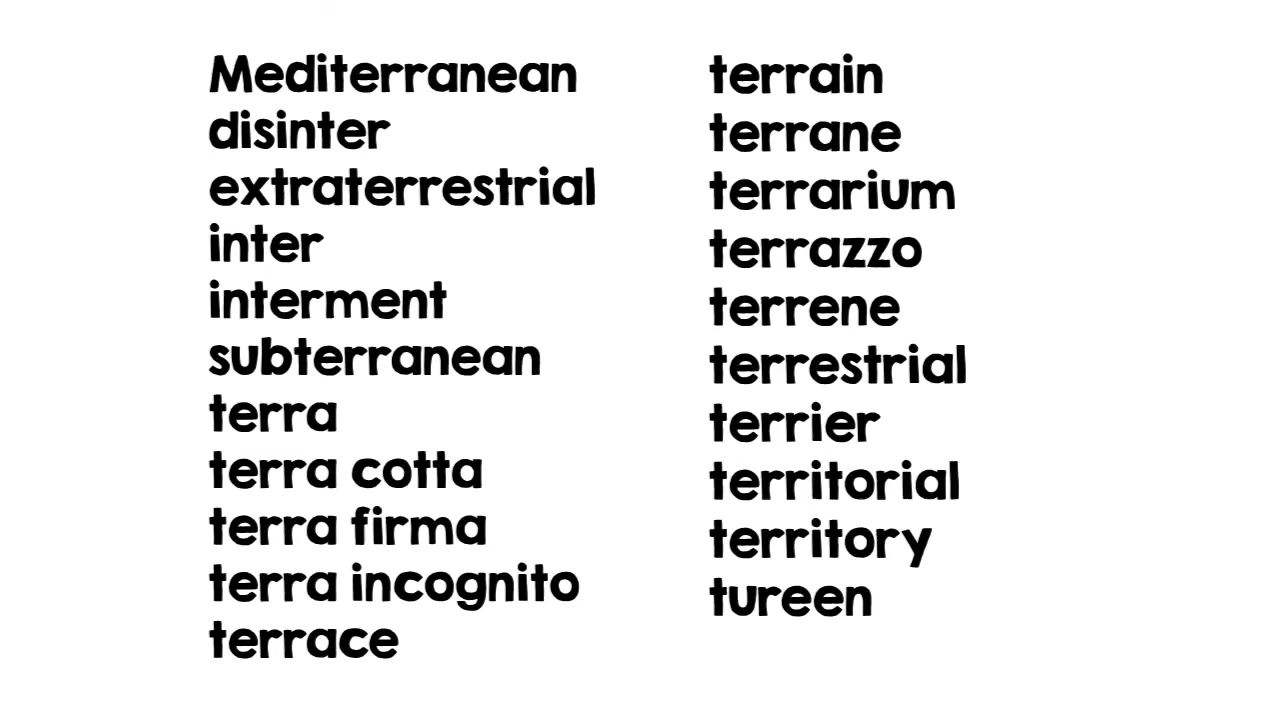 Mediterranean
disinter
extraterrestrial
inter
interment
subterranean
terra
terra cotta
terra firma
terra incognito
terrace
terrain
terrane
terrarium
terrazzo
terrene
terrestrial
terrier
territorial
territory
tureen